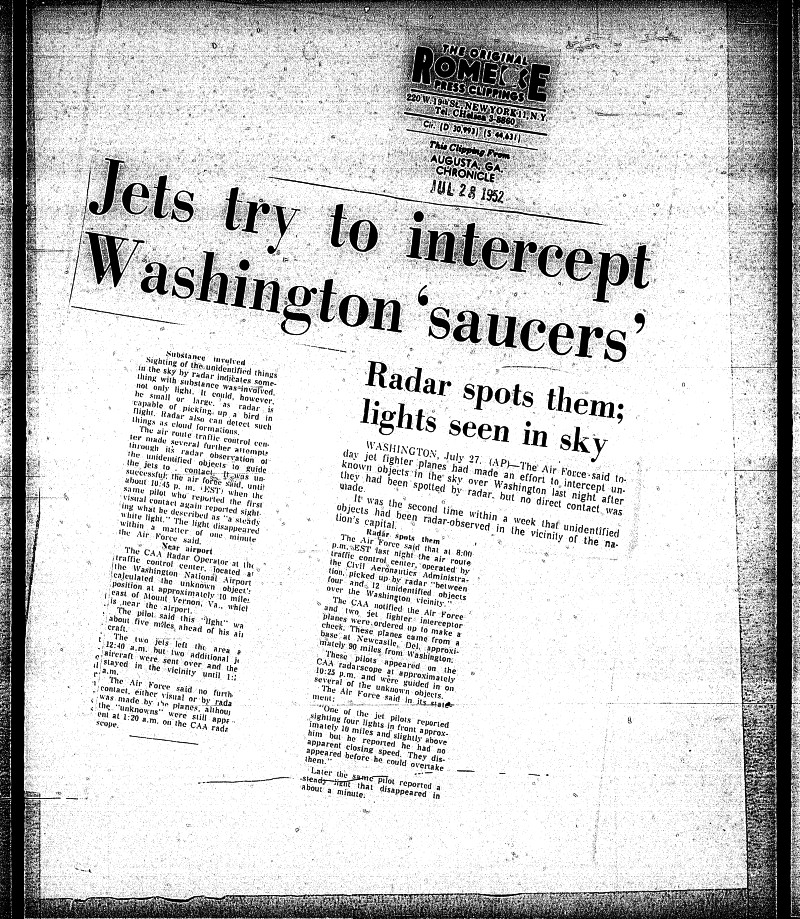 THE ORIGINAL
ROMEIKE
PRESS CLIPPINGS
220 W. 19th St., NEW YORK 11, N.Y.
Tel. CHelsea 3-8860
Cir. (D 30,993) (S 44,631)
This Clipping From
AUGUSTA, GA.
CHRONICLE
JUL 28 1952
Jets try to intercept
Washington 'saucers'
Radar spots them;
lights seen in sky
WASHINGTON, July 27. (AP)—The Air Force said to-
day jet fighter planes had made an effort to intercept un-
known objects in the sky over Washington last night after
they had been spotted by radar, but no direct contact was
made.
It was the second time within a week that unidentified
objects had been radar-observed in the vicinity of the na-
tion's capital.
Radar spots them
The Air Force said that at 8:00
p.m. EST last night the air route
traffic control center, operated by
the Civil Aeronautics Administra-
tion, picked up by radar "between
four and 12 unidentified objects
over the Washington vicinity."
The CAA notified the Air Force
and two jet fighter interceptor
planes were ordered up to make a
check. These planes came from a
base at Newcastle, Del, approxi-
mately 90 miles from Washington.
These pilots appeared on the
CAA radarscope at approximately
10:25 p.m. and were guided in on
several of the unknown objects.
The Air Force said in its state-
ment:
"One of the jet pilots reported
sighting four lights in front approx-
imately 10 miles and slightly above
him but he reported he had no
apparent closing speed. They dis-
appeared before he could overtake
them."
Later the same pilot reported a
steady light that disappeared in
about a minute.
Substance involved
Sighting of the unidentified things
in the sky by radar indicates some-
thing with substance was involved,
not only light. It could, however,
be small or large, as radar is
capable of picking up a bird in
flight. Radar also can detect such
things as cloud formations.
The air route traffic control cen-
ter made several further attempts
through its radar observation of
the unidentified objects to guide
the jets to contact. It was un-
successful, the air force said, until
about 10:45 p. m. (EST) when the
same pilot who reported the first
visual contact again reported sight-
ing what he described as "a steady
white light." The light disappeared
within a matter of one minute
the Air Force said.
Near airport
The CAA Radar Operator at the
traffic control center, located at
the Washington National Airport
calculated the unknown object's
position at approximately 10 miles
east of Mount Vernon, Va., which
is near the airport.
The pilot said this "light" wa
about five miles ahead of his air
craft.
The two jets left the area a
12:40 a.m. but two additional j
aircraft were sent over and the
stayed in the vicinity until
a.m.
The Air Force said no furth
contact, either visual or by rada
was made by the planes, althoug
the "unknowns" were still appa
ent at 1:20 a.m. on the CAA rada
scope.